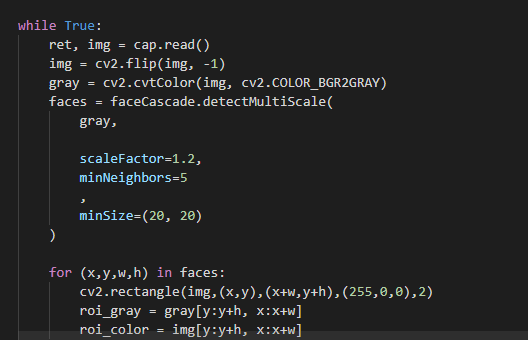 while True:
    ret, img = cap.read()
    img = cv2.flip(img, -1)
    gray = cv2.cvtColor(img, cv2.COLOR_BGR2GRAY)
    faces = faceCascade.detectMultiScale(
        gray,

        scaleFactor=1.2,
        minNeighbors=5
        ,
        minSize=(20, 20)
    )

    for (x,y,w,h) in faces:
        cv2.rectangle(img,(x,y),(x+w,y+h),(255,0,0),2)
        roi_gray = gray[y:y+h, x:x+w]
        roi_color = img[y:y+h, x:x+w]